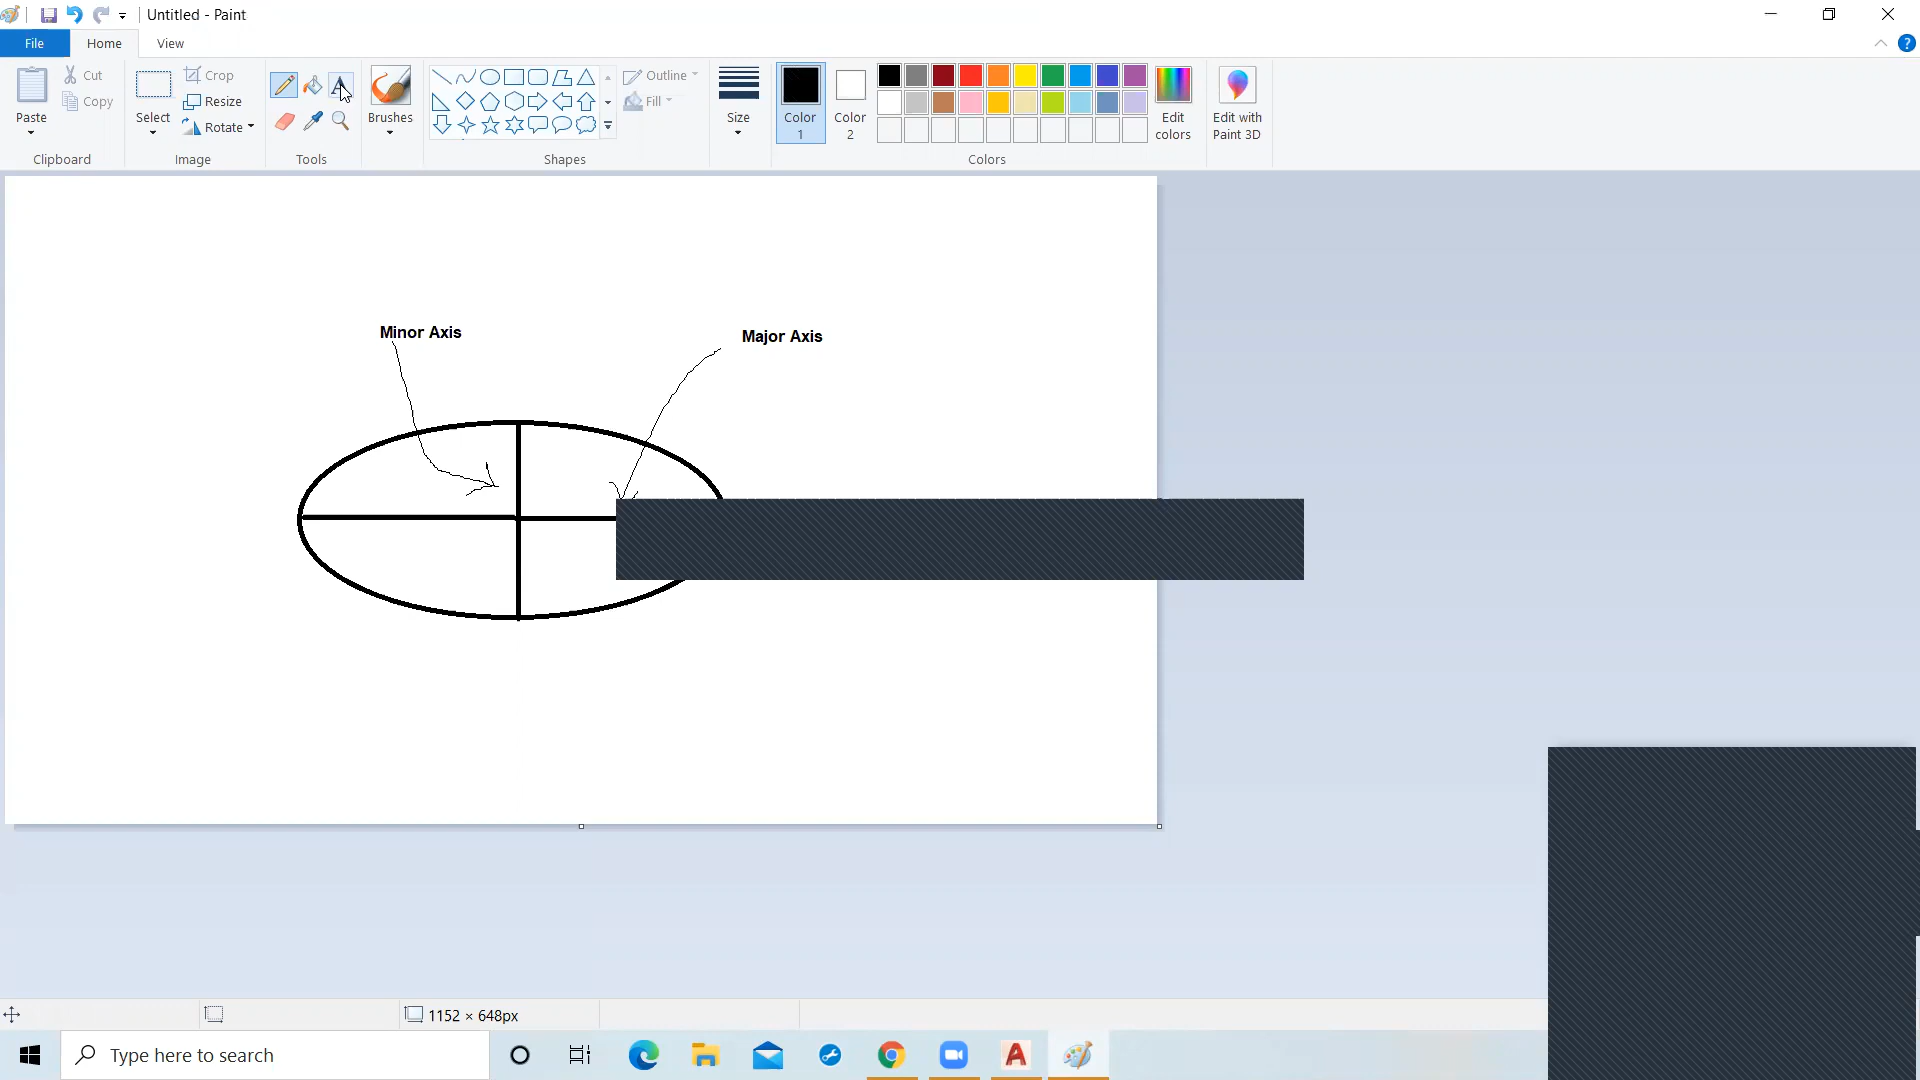 Untitled - Paint
File Home View
Paste
Cut
Copy
Clipboard
Select
Crop
Resize
Rotate
Image
Tools
Brushes
Shapes
Outline
Fill
Size
Color 1
Color 2
Colors
Edit colors
Edit with Paint 3D
Minor Axis
Major Axis
1152 × 648px
Type here to search